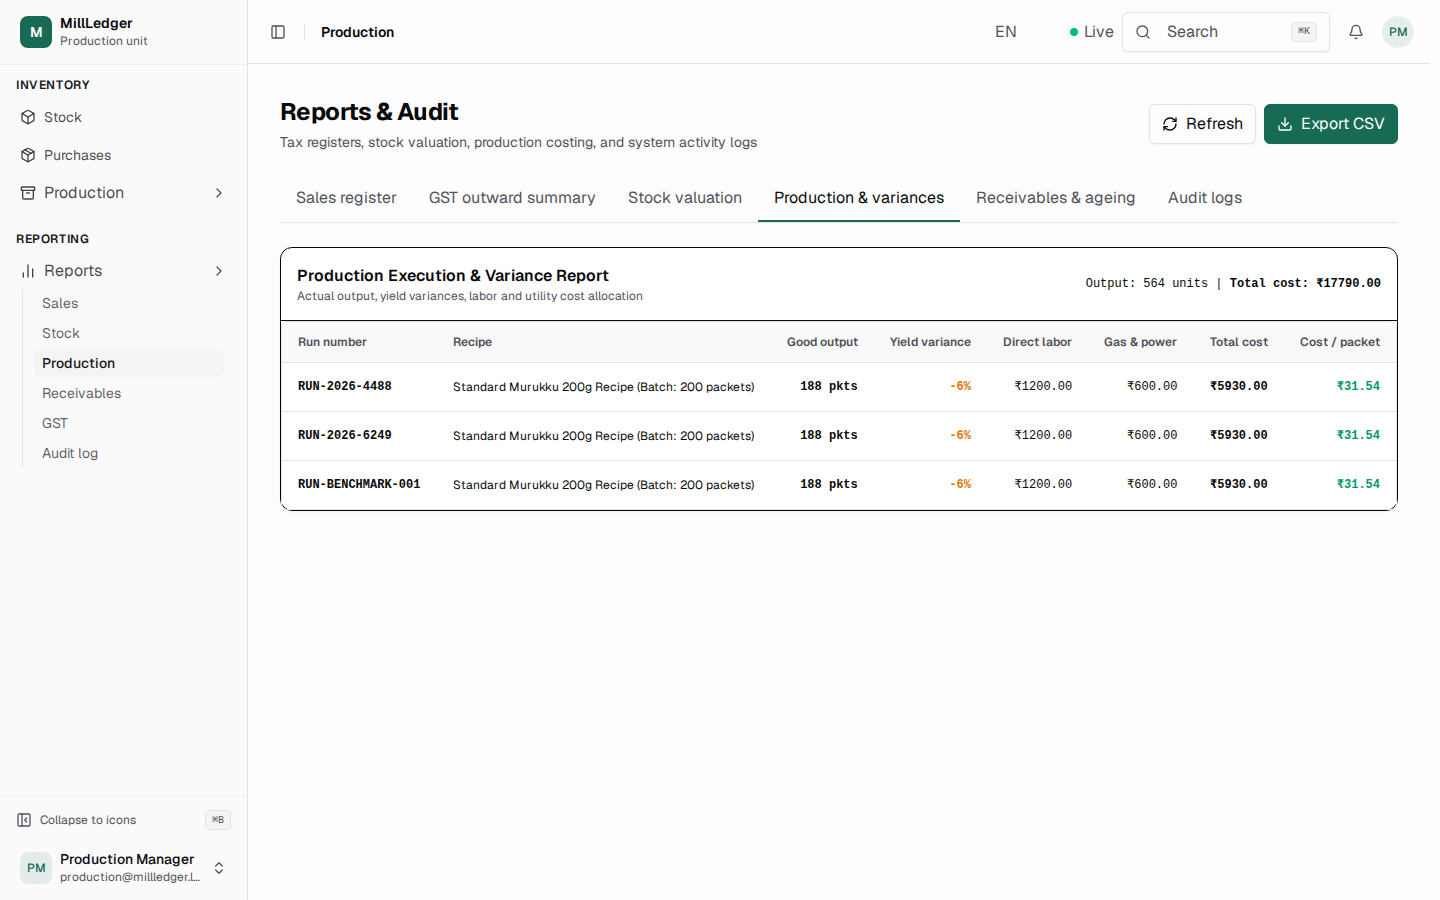 M
MillLedger
Production unit
INVENTORY
Stock
Purchases
Production
REPORTING
Reports
Sales
Stock
Production
Receivables
GST
Audit log
Collapse to icons
⌘B
PM
Production Manager
production@millledger.l...
Production
EN
Live
Search
⌘K
PM
Reports & Audit
Tax registers, stock valuation, production costing, and system activity logs
Refresh
Export CSV
Sales register GST outward summary Stock valuation Production & variances Receivables & ageing Audit logs
Production Execution & Variance Report
Actual output, yield variances, labor and utility cost allocation
Output: 564 units | Total cost: ₹17790.00
Run number Recipe Good output Yield variance Direct labor Gas & power Total cost Cost / packet
RUN-2026-4488 Standard Murukku 200g Recipe (Batch: 200 packets) 188 pkts -6% ₹1200.00 ₹600.00 ₹5930.00 ₹31.54
RUN-2026-6249 Standard Murukku 200g Recipe (Batch: 200 packets) 188 pkts -6% ₹1200.00 ₹600.00 ₹5930.00 ₹31.54
RUN-BENCHMARK-001 Standard Murukku 200g Recipe (Batch: 200 packets) 188 pkts -6% ₹1200.00 ₹600.00 ₹5930.00 ₹31.54